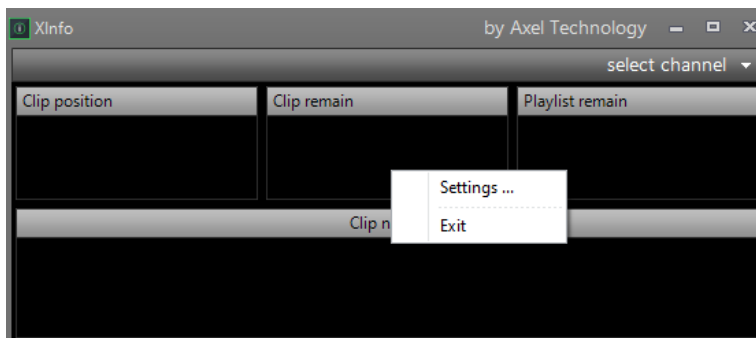 XInfo by Axel Technology
select channel
Clip position Clip remain Playlist remain
Settings ...
Clip n
Exit